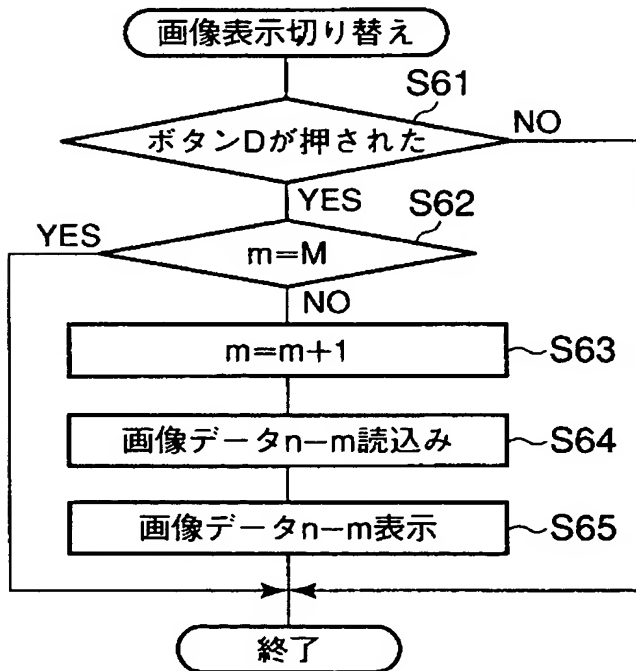 画像表示切り替え
S61
ボタンDが押された
NO
YES
S62
YES
m=M
NO
m=m+1
S63
画像データn-m読込み
S64
画像データn-m表示
S65
終了